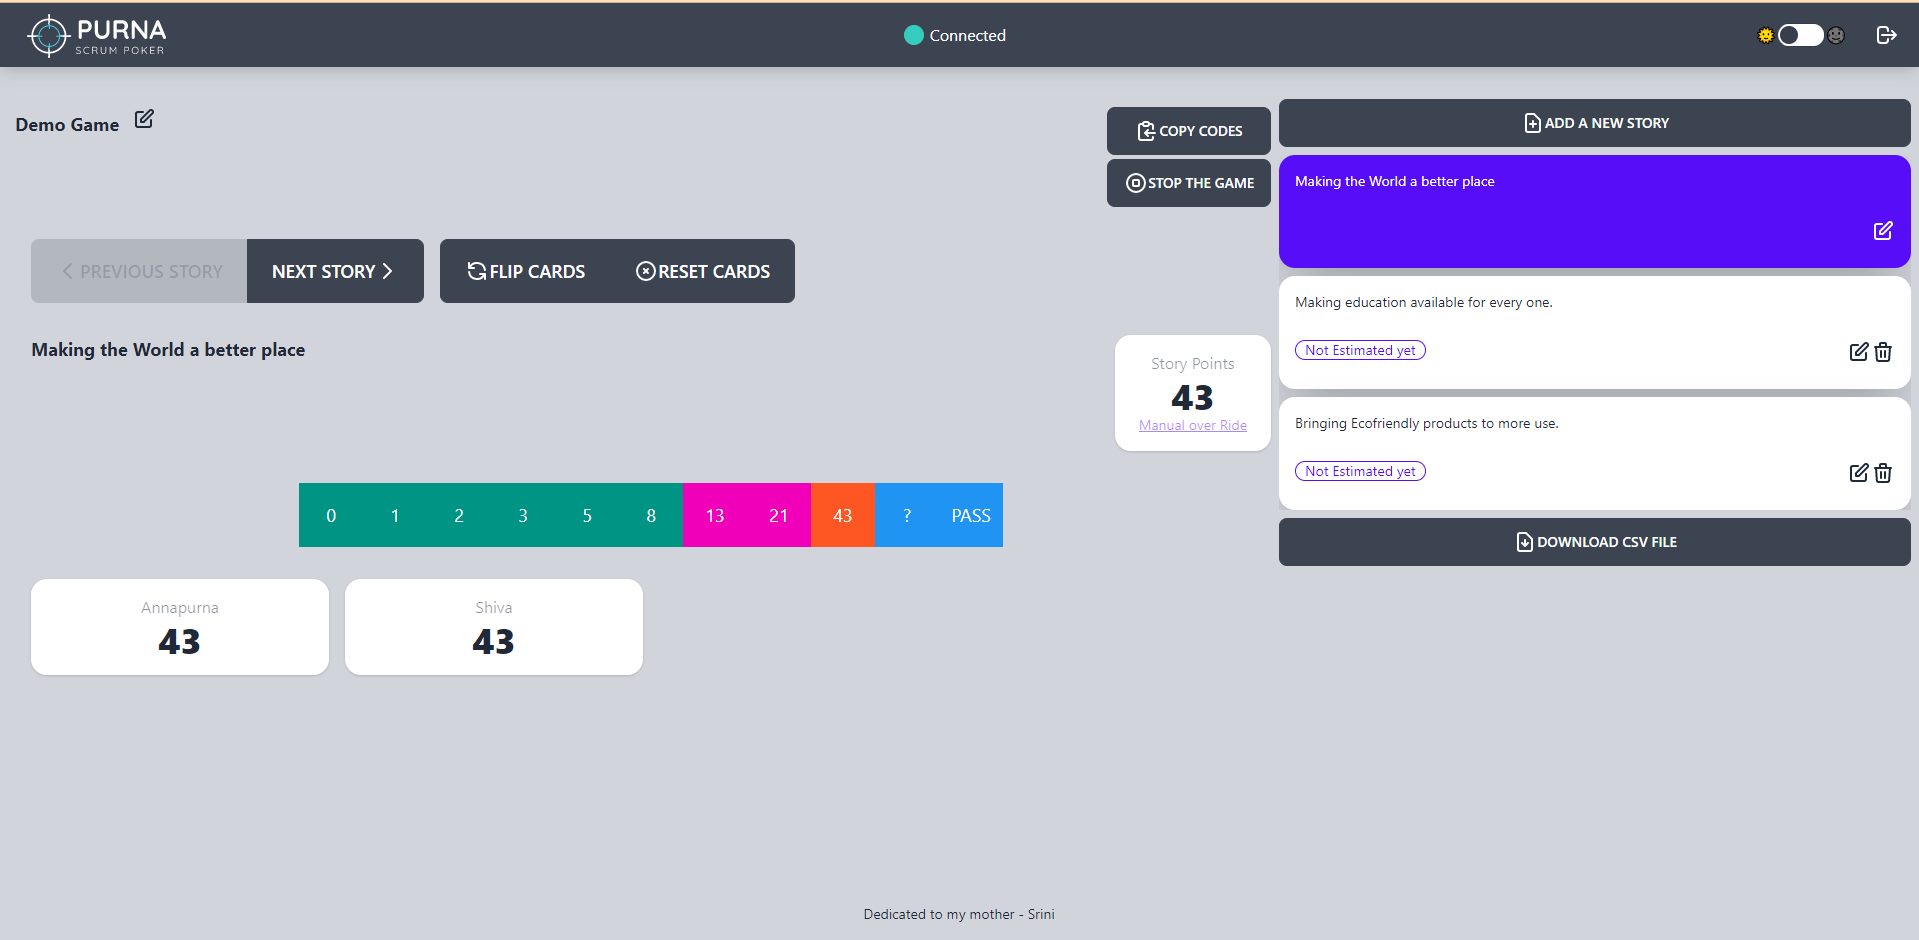 PURNA
SCRUM POKER
Connected
Demo Game
COPY CODES
STOP THE GAME
PREVIOUS STORY
NEXT STORY
FLIP CARDS
RESET CARDS
Making the World a better place
Story Points
43
Manual over Ride
0 1 2 3 5 8 13 21 43 ? PASS
Annapurna
43
Shiva
43
ADD A NEW STORY
Making the World a better place
Making education available for every one.
Not Estimated yet
Bringing Ecofriendly products to more use.
Not Estimated yet
DOWNLOAD CSV FILE
Dedicated to my mother - Srini